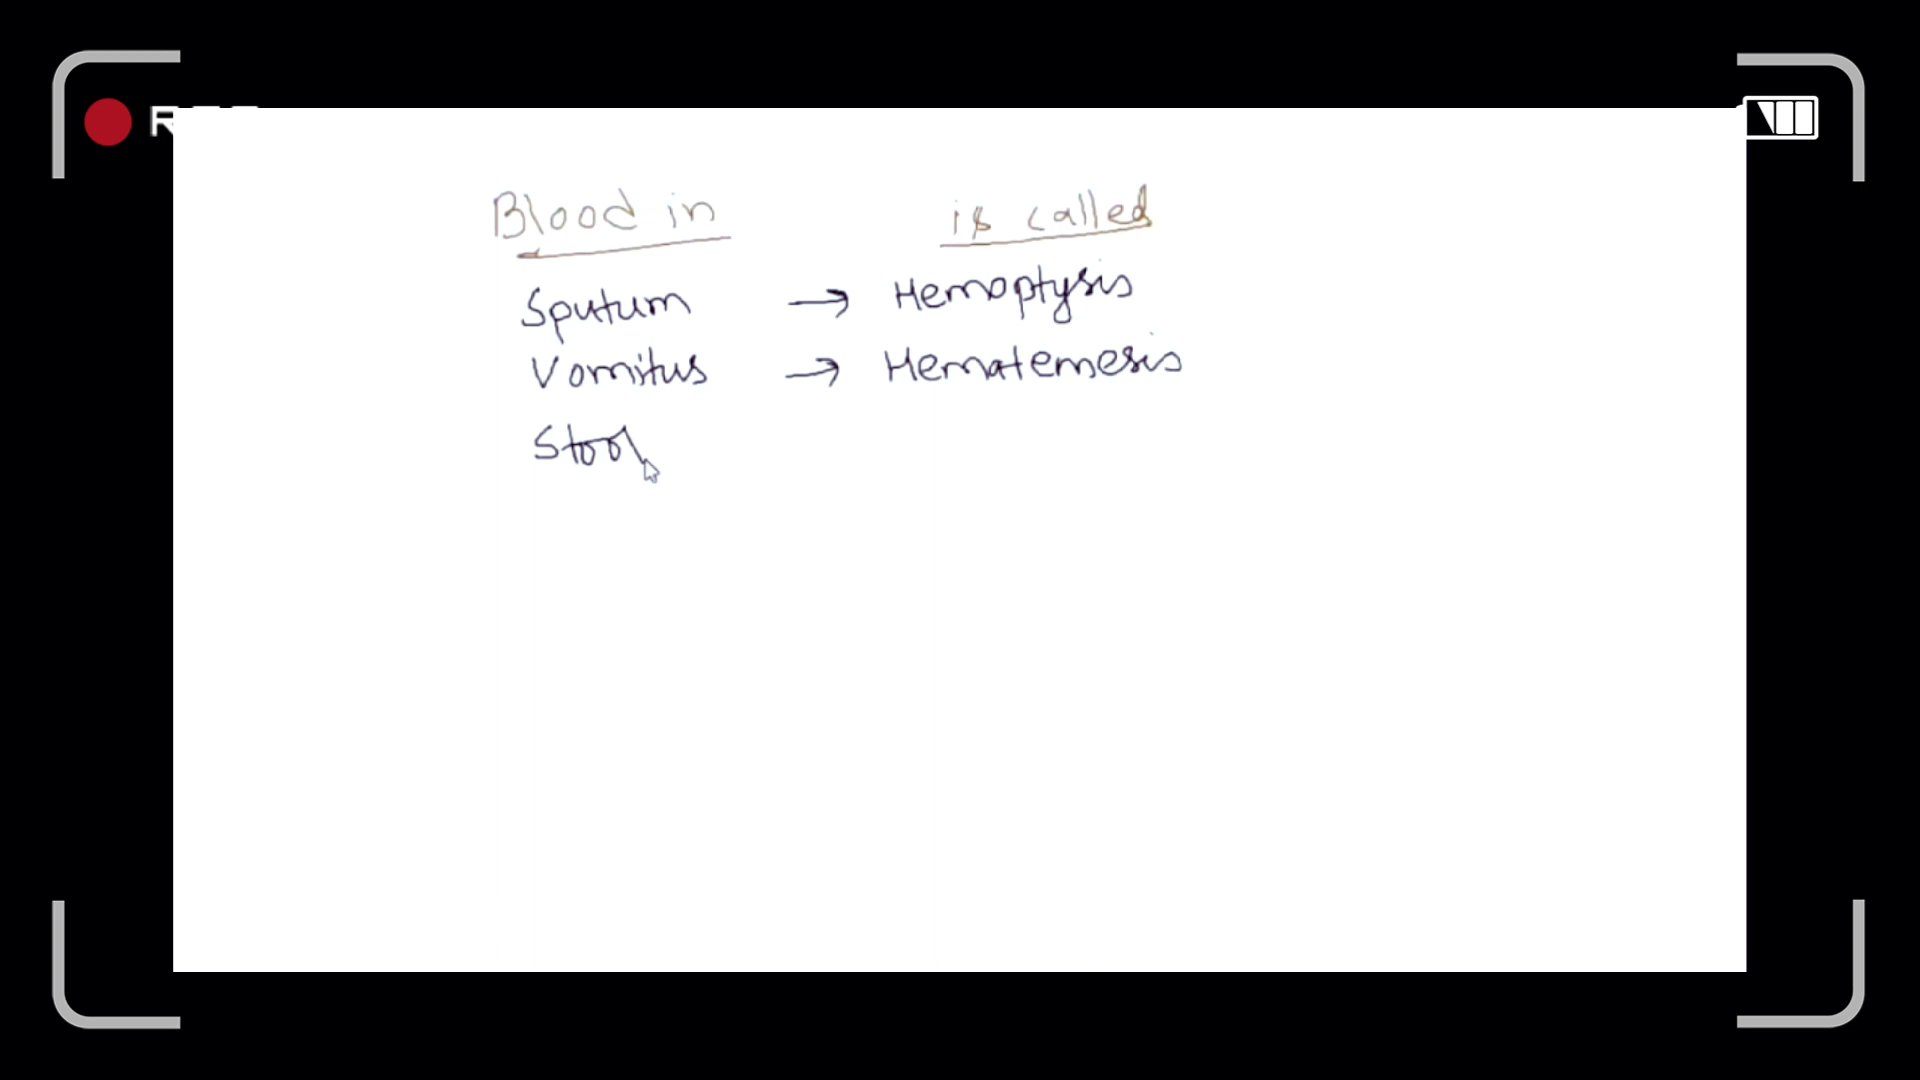 Blood in is called
Sputum → Hemoptysis
Vomitus → Hematemesis
Stool